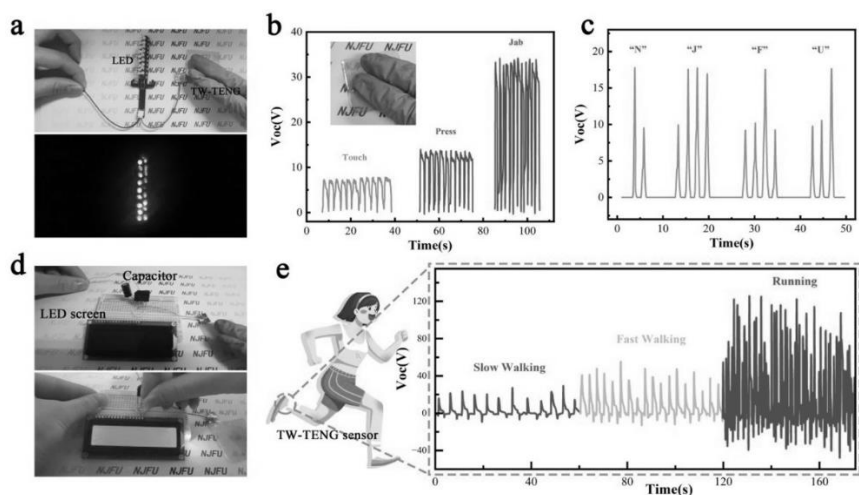 a
LED
TW-TENG
NJFU
b
NJFU NJFU
Touch
Press
Jab
Voc(V)
40
30
20
10
0
0 20 40 60 80 100
Time(s)
c
"N" "J" "F" "U"
Voc(V)
20
15
10
5
0
0 10 20 30 40 50
Time(s)
d
Capacitor
LED screen
NJFU
e
TW-TENG sensor
Slow Walking
Fast Walking
Running
Voc(V)
120
80
40
0
-40
0 40 80 120 160
Time(s)